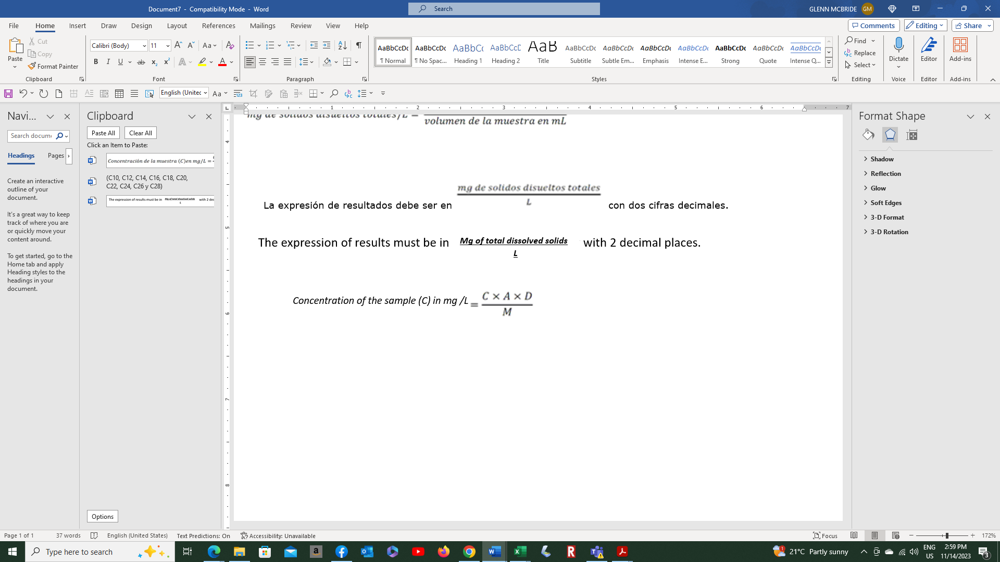 Document7 - Compatibility Mode - Word
Search
GLENN MCBRIDE
GM
File Home Insert Draw Design Layout References Mailings Review View Help
Comments Editing Share
Paste
Cut
Copy
Format Painter
Clipboard
Calibri (Body) 11
Font
Paragraph
AaBbCcDc AaBbCcDc AaBbCc AaBbCcD AaB AaBbCcDc AaBbCcDc AaBbCcDc AaBbCcDc AaBbCcDc AaBbCcDc AaBbCcDc
¶ Normal ¶ No Spac... Heading 1 Heading 2 Title Subtitle Subtle Em... Emphasis Intense E... Strong Quote Intense Q...
Styles
Find
Replace
Select
Editing
Dictate
Voice
Editor
Editor
Add-ins
Add-ins
English (Unitec
Navi...
Search docum
Headings Pages
Create an interactive
outline of your
document.
It's a great way to keep
track of where you are
or quickly move your
content around.
To get started, go to the
Home tab and apply
Heading styles to the
headings in your
document.
Clipboard
Paste All Clear All
Click an Item to Paste:
Concentración de la muestra (C)en mg/L =
(C10, C12, C14, C16, C18, C20,
C22, C24, C26 y C28)
The expression of results must be in Mg of total dissolved solids with 2 dec
L
Options
1 2 3 4 5 6 7
4
5
6
7
8
mg de solidos disueltos totales/L =
volumen de la muestra en mL
mg de solidos disueltos totales
L
La expresión de resultados debe ser en con dos cifras decimales.
The expression of results must be in Mg of total dissolved solids with 2 decimal places.
L
Concentration of the sample (C) in mg /L = C × A × D
M
Format Shape
Shadow
Reflection
Glow
Soft Edges
3-D Format
3-D Rotation
Page 1 of 1 37 words English (United States) Text Predictions: On Accessibility: Unavailable
Focus 172%
Type here to search
21°C Partly sunny
ENG
US
2:59 PM
11/14/2023
3